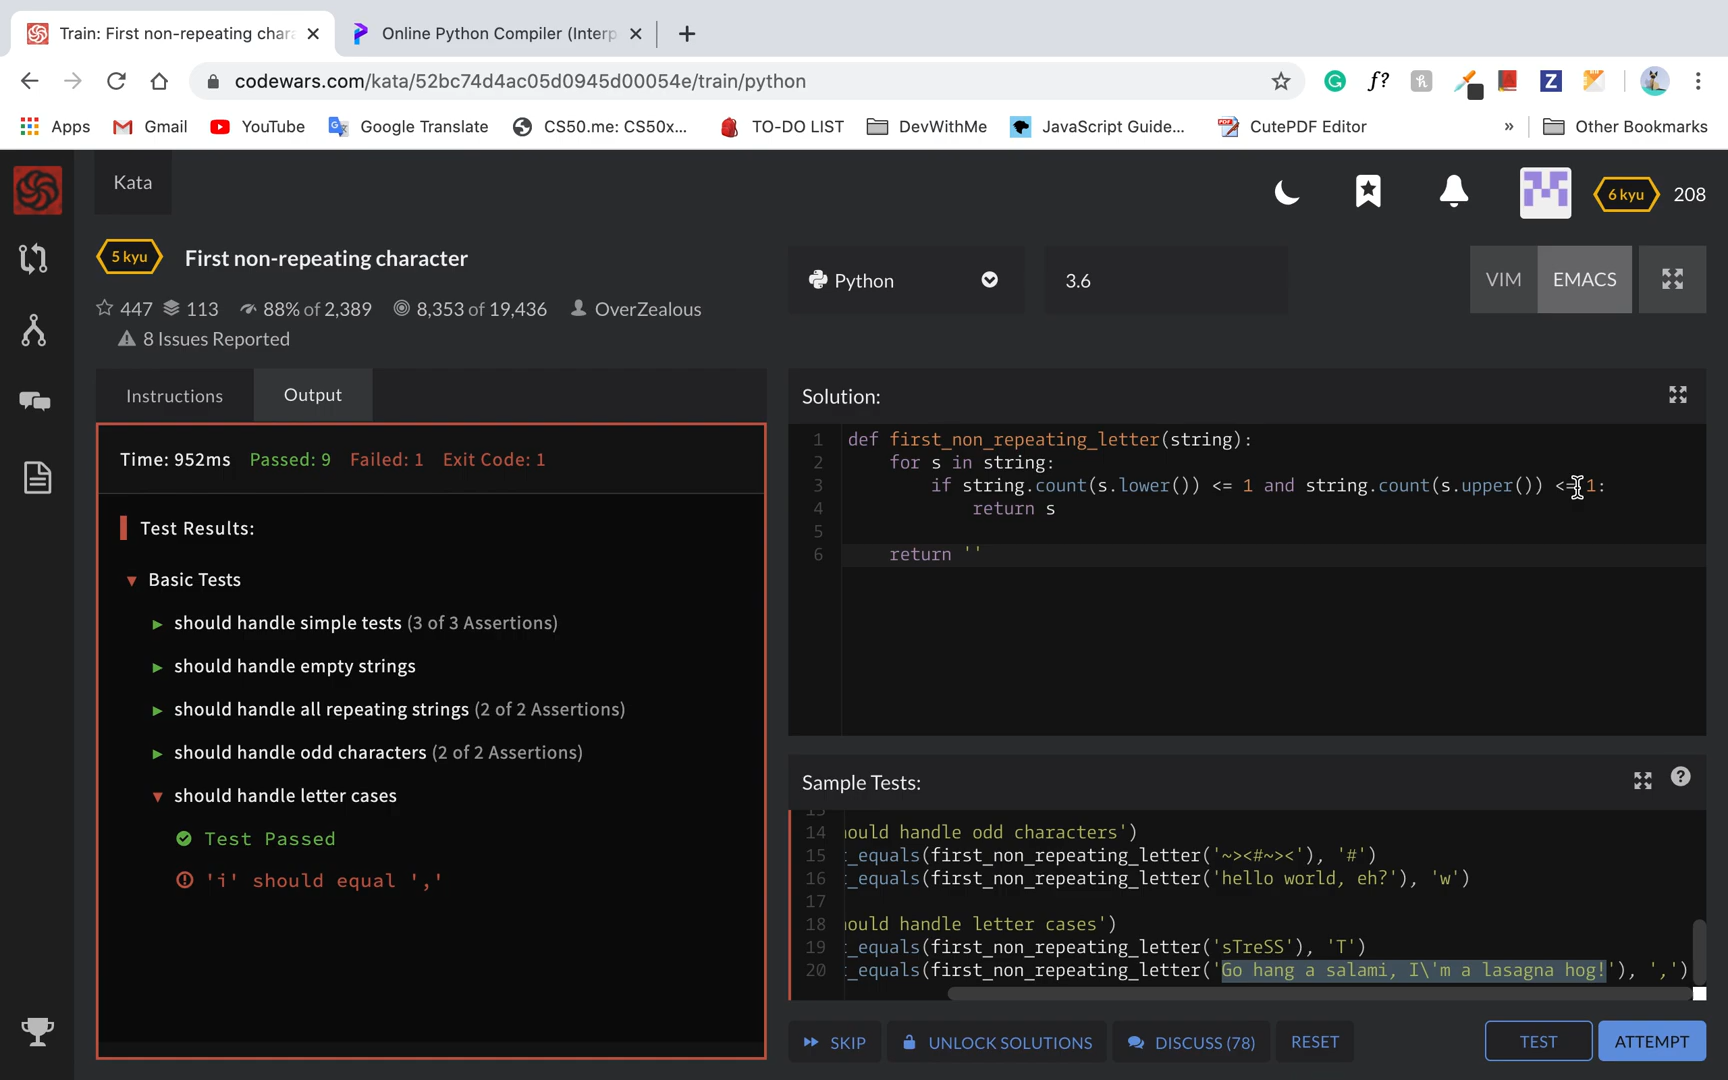 Train: First non-repeating chara
Online Python Compiler (Interp
codewars.com/kata/52bc74d4ac05d0945d00054e/train/python
f?
Z
Apps
Gmail
YouTube
Google Translate
CS50.me: CS50x...
TO-DO LIST
DevWithMe
JavaScript Guide...
CutePDF Editor
»
Other Bookmarks
Kata
6 kyu
208
5 kyu
First non-repeating character
447
113
88% of 2,389
8,353 of 19,436
OverZealous
8 Issues Reported
Python
3.6
VIM
EMACS
Instructions
Output
Time: 952ms Passed: 9 Failed: 1 Exit Code: 1
Test Results:
Basic Tests
should handle simple tests (3 of 3 Assertions)
should handle empty strings
should handle all repeating strings (2 of 2 Assertions)
should handle odd characters (2 of 2 Assertions)
should handle letter cases
Test Passed
'i' should equal ','
Solution:
1 def first_non_repeating_letter(string):
2 for s in string:
3 if string.count(s.lower()) <= 1 and string.count(s.upper()) <= 1:
4 return s
5
6 return ''
Sample Tests:
?
13
14 ould handle odd characters')
15 _equals(first_non_repeating_letter('~><#~><'), '#')
16 _equals(first_non_repeating_letter('hello world, eh?'), 'w')
17
18 ould handle letter cases')
19 _equals(first_non_repeating_letter('sTreSS'), 'T')
20 _equals(first_non_repeating_letter('Go hang a salami, I\'m a lasagna hog!'), ',')
SKIP
UNLOCK SOLUTIONS
DISCUSS (78)
RESET
TEST
ATTEMPT